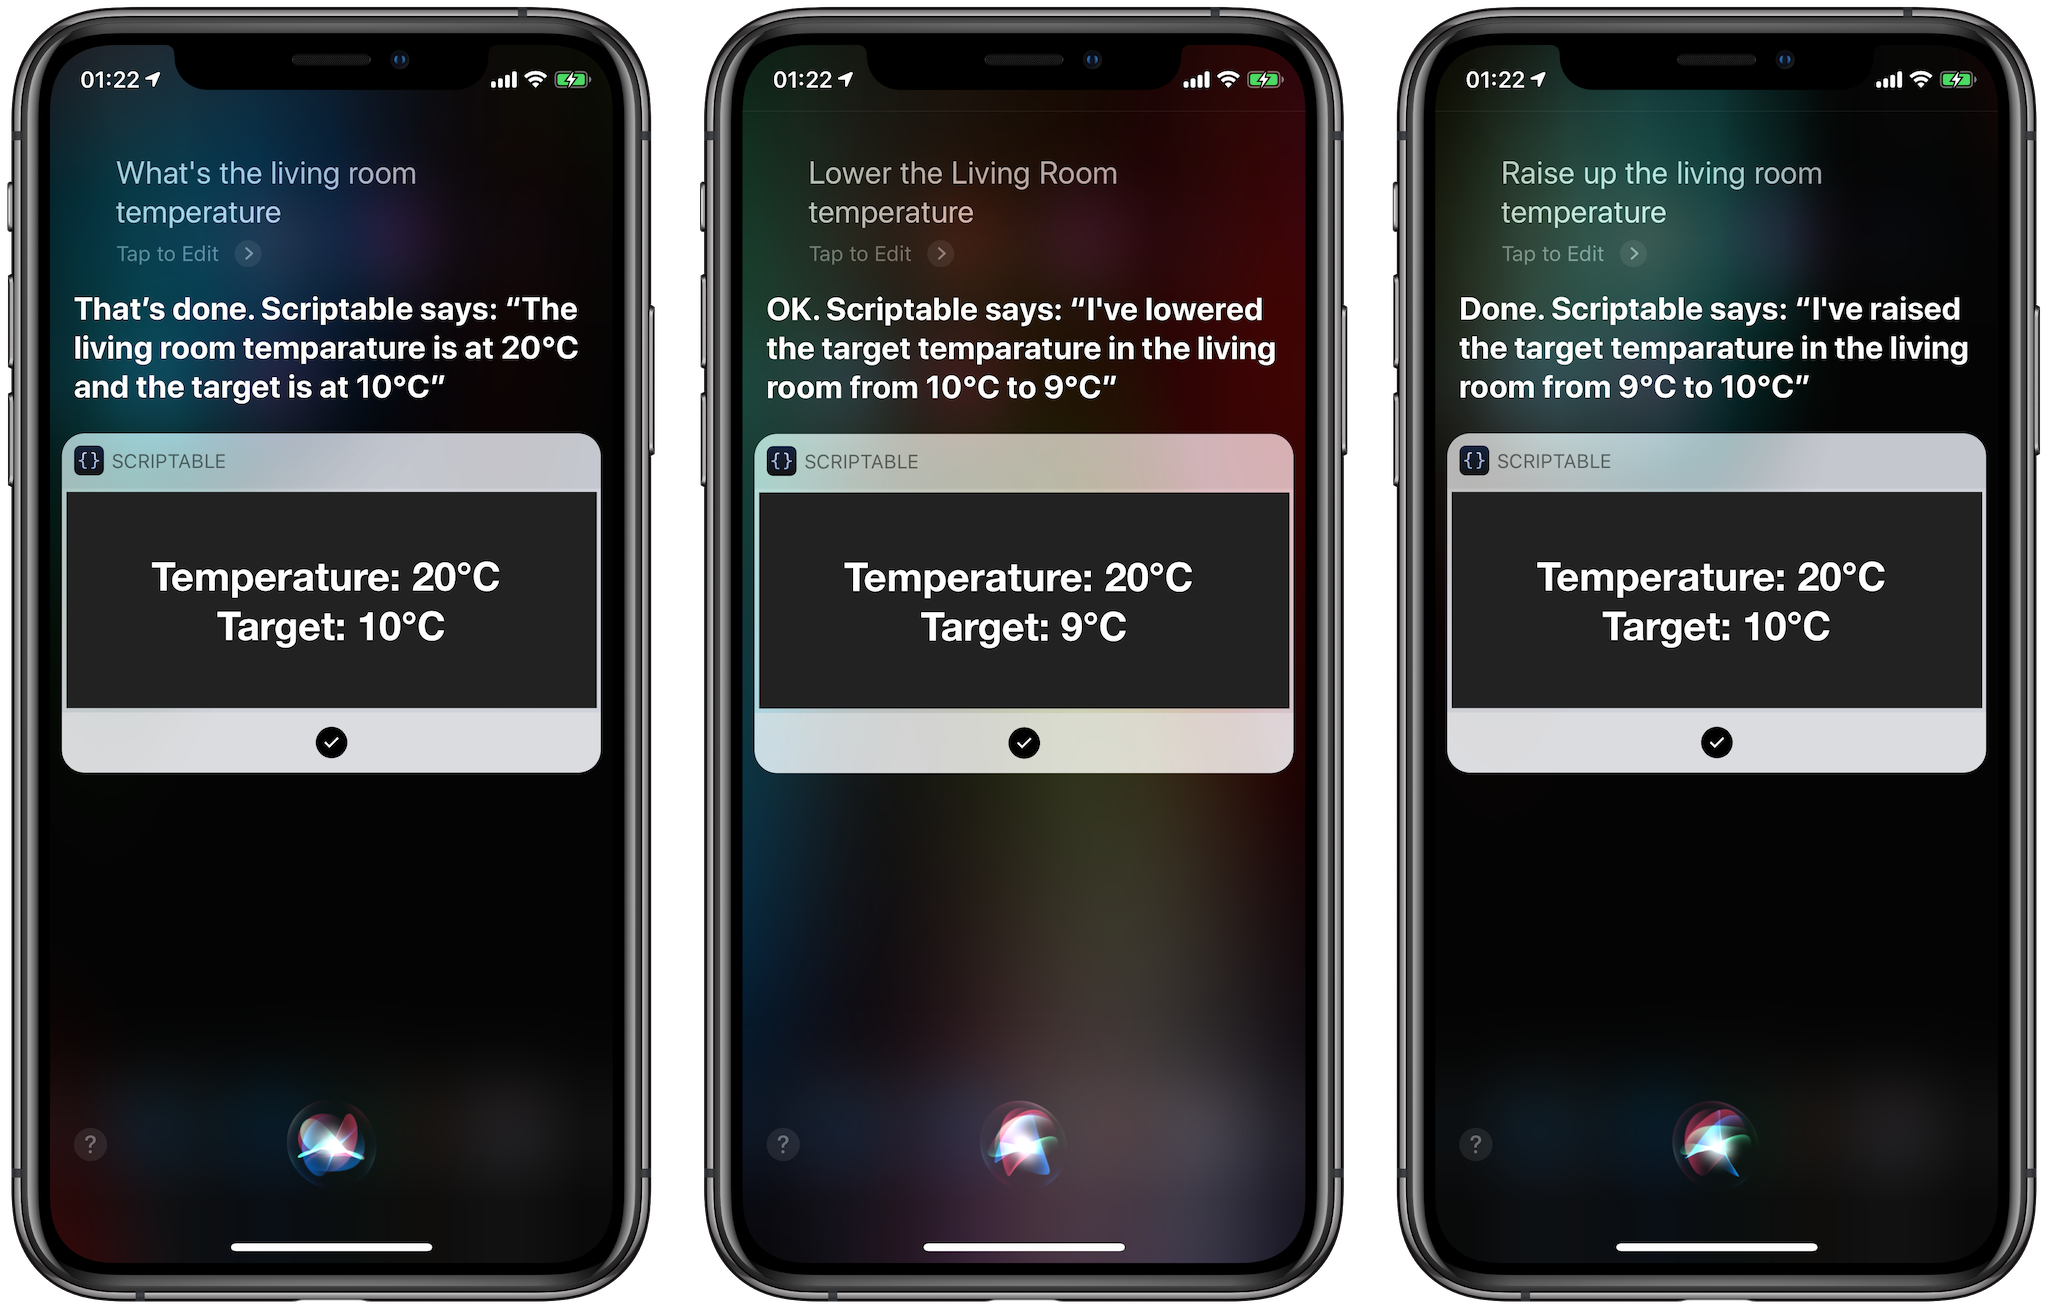 01:22
What's the living room
temperature
Tap to Edit
That’s done. Scriptable says: “The
living room temparature is at 20°C
and the target is at 10°C”
{} SCRIPTABLE
Temperature: 20°C
Target: 10°C
?
01:22
Lower the Living Room
temperature
Tap to Edit
OK. Scriptable says: “I've lowered
the target temparature in the living
room from 10°C to 9°C”
{} SCRIPTABLE
Temperature: 20°C
Target: 9°C
?
01:22
Raise up the living room
temperature
Tap to Edit
Done. Scriptable says: “I've raised
the target temparature in the living
room from 9°C to 10°C”
{} SCRIPTABLE
Temperature: 20°C
Target: 10°C
?